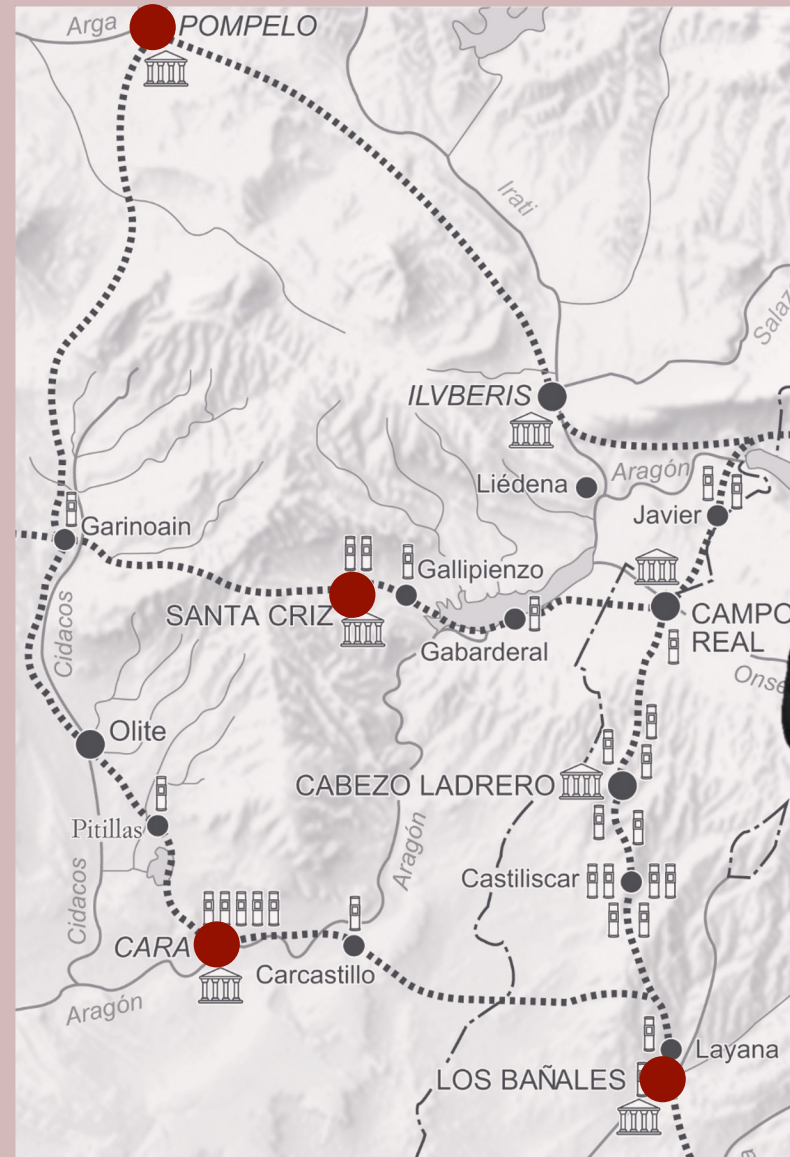 Arga
POMPELO
Irati
Salaz
ILVBERIS
Aragón
Liédena
Javier
Garinoain
Gallipienzo
SANTA CRIZ
CAMPO
REAL
Gabarderal
Cidacos
Onse
Olite
CABEZO LADRERO
Pitillas
Aragón
Castiliscar
Cidacos
CARA
Carcastillo
Aragón
Layana
LOS BAÑALES